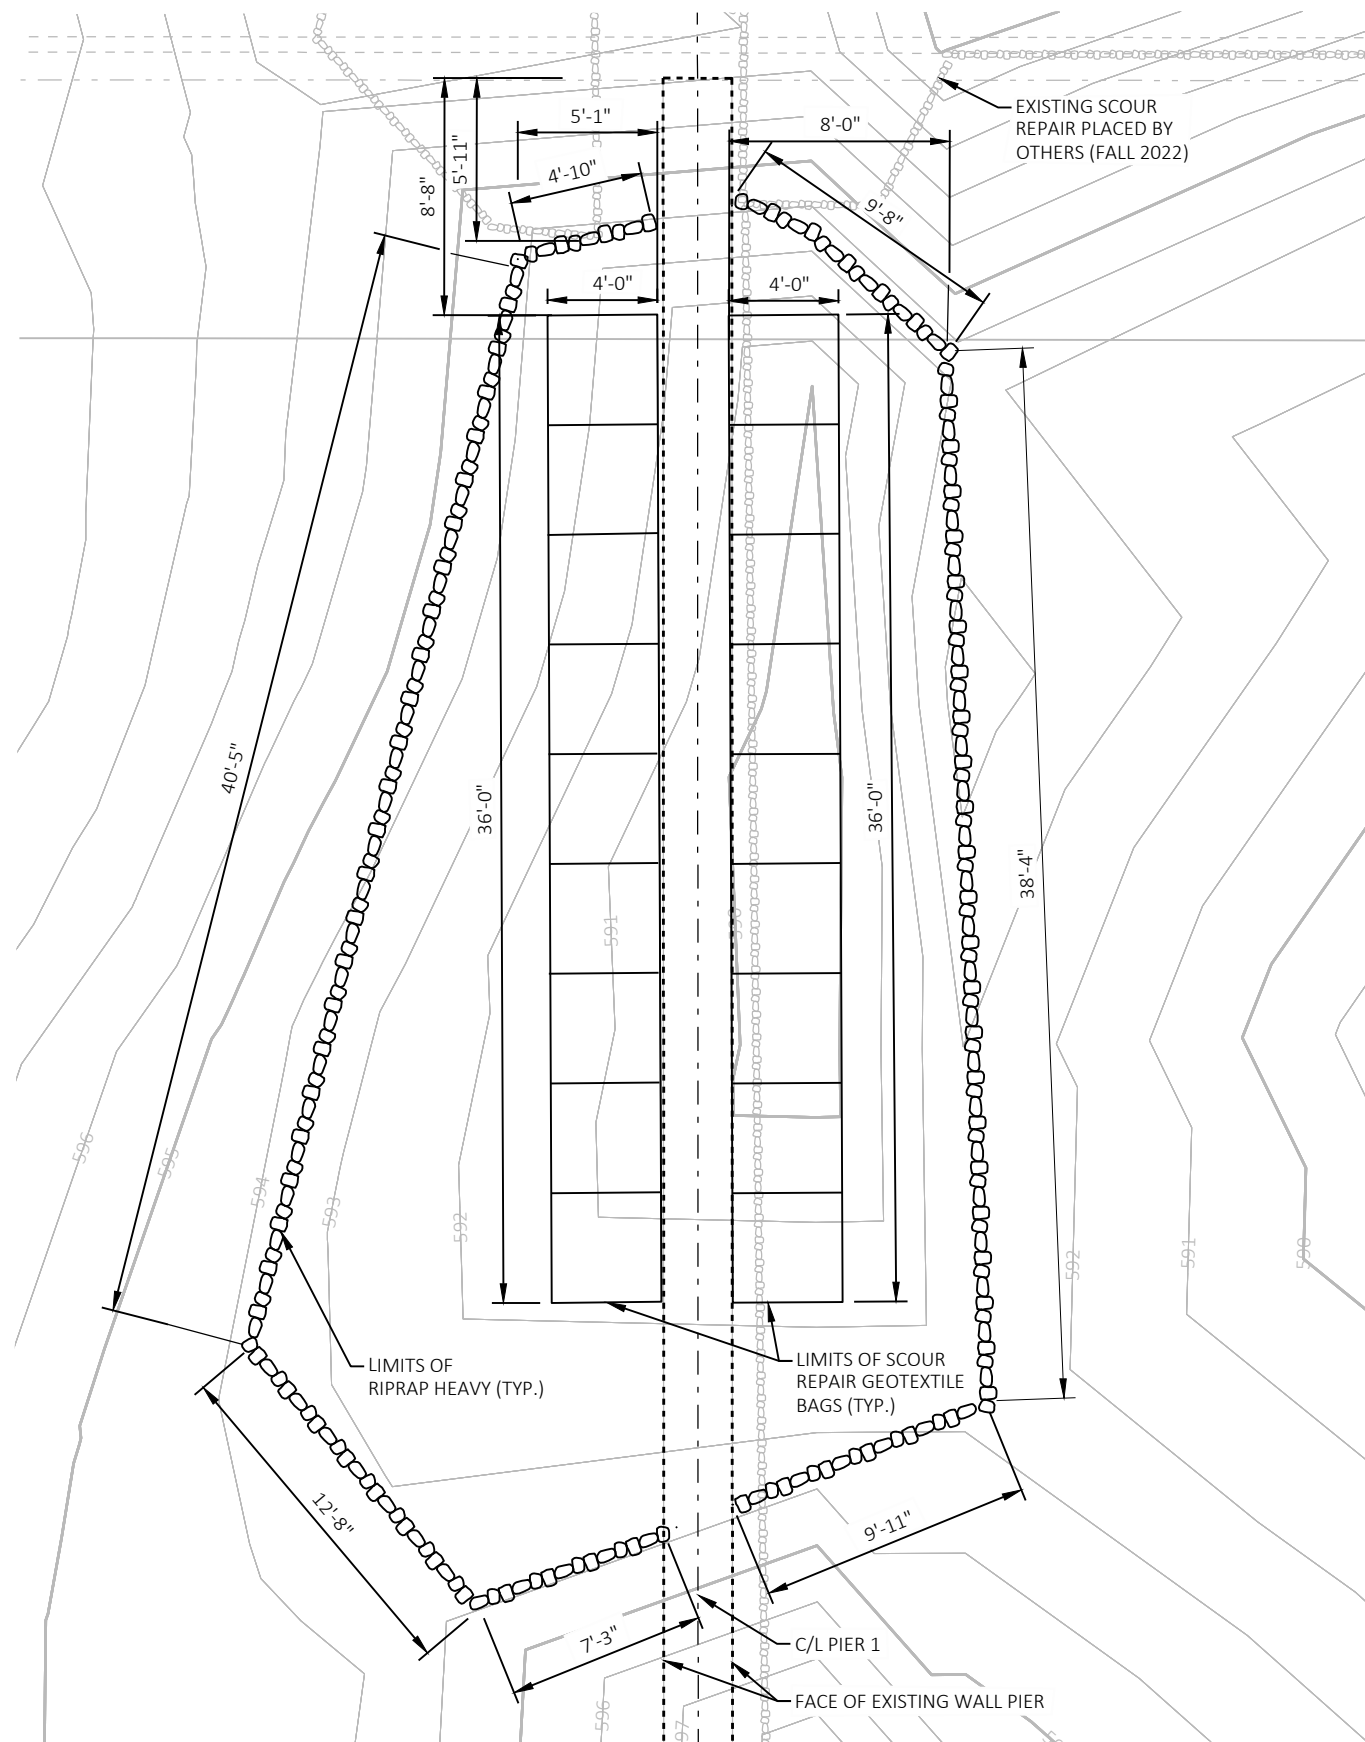 EXISTING SCOUR
REPAIR PLACED BY
OTHERS (FALL 2022)
5'-1"
8'-0"
5'-11"
4'-10"
8'-8"
9'-8"
4'-0"
4'-0"
40'-5"
36'-0"
36'-0"
38'-4"
591
596
595
594
593
592
592
591
590
LIMITS OF
RIPRAP HEAVY (TYP.)
LIMITS OF SCOUR
REPAIR GEOTEXTILE
BAGS (TYP.)
12'-8"
9'-11"
7'-3"
C/L PIER 1
FACE OF EXISTING WALL PIER
596
97